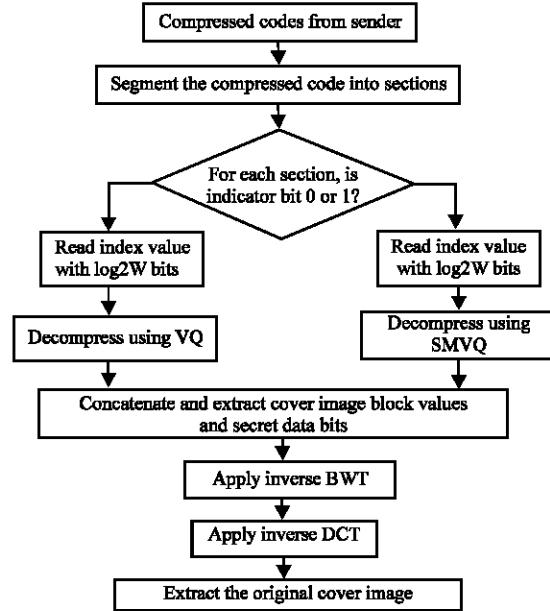 Compressed codes from sender
Segment the compressed code into sections
For each section, is
indicator bit 0 or 1?
Read index value
with log2W bits
Read index value
with log2W bits
Decompress using VQ
Decompress using
SMVQ
Concatenate and extract cover image block values
and secret data bits
Apply inverse BWT
Apply inverse DCT
Extract the original cover image